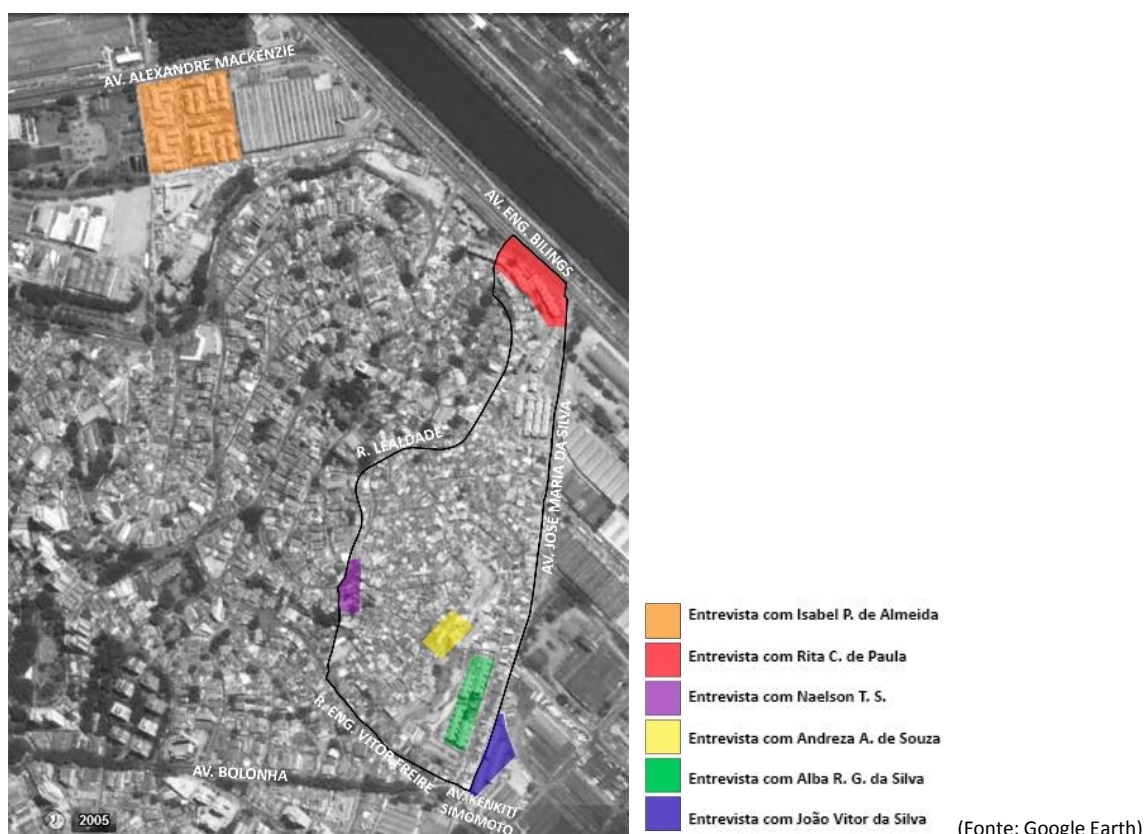 AV. ALEXANDRE MACKENZIE
AV. ENG. BILINGS
R. LEALDADE
AV. JOSÉ MARIA DA SILVA
R. ENG. VITOR FREIRE
AV. BOLONHA
AV. KENKITI
SIMOMOTO
2005
Entrevista com Isabel P. de Almeida
Entrevista com Rita C. de Paula
Entrevista com Naelson T. S.
Entrevista com Andreza A. de Souza
Entrevista com Alba R. G. da Silva
Entrevista com João Vitor da Silva
(Fonte: Google Earth)